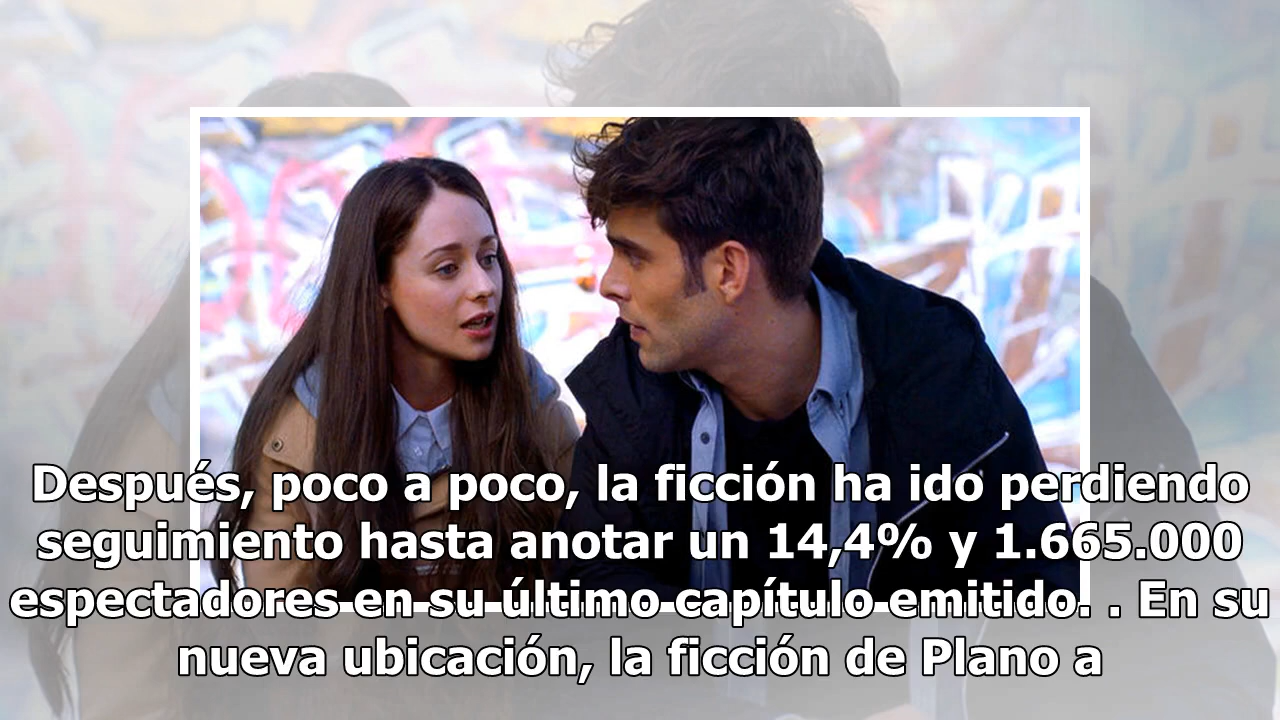 Después, poco a poco, la ficción ha ido perdiendo
seguimiento hasta anotar un 14,4% y 1.665.000
espectadores en su último capítulo emitido. . En su
nueva ubicación, la ficción de Plano a